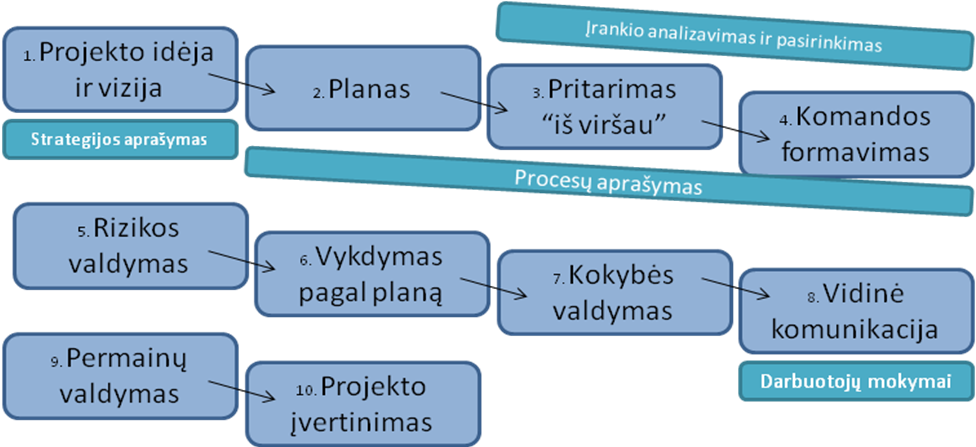 Įrankio analizavimas ir pasirinkimas
1. Projekto idėja
ir vizija
2. Planas
3. Pritarimas
“iš viršau”
4. Komandos
formavimas
Strategijos aprašymas
Procesų aprašymas
5. Rizikos
valdymas
6. Vykdymas
pagal planą
7. Kokybės
valdymas
8. Vidinė
komunikacija
9. Permainų
valdymas
10. Projekto
įvertinimas
Darbuotojų mokymai